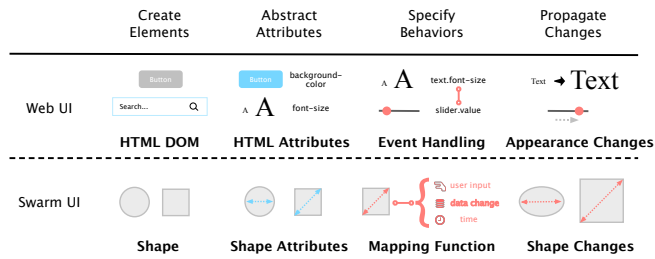 Create
Elements
Abstract
Attributes
Specify
Behaviors
Propagate
Changes
Web UI
Button
Search...
HTML DOM
Button
background-
color
A A
font-size
HTML Attributes
A A
text.font-size
slider.value
Event Handling
Text Text
Appearance Changes
Swarm UI
Shape
Shape Attributes
user input
data change
time
Mapping Function
Shape Changes